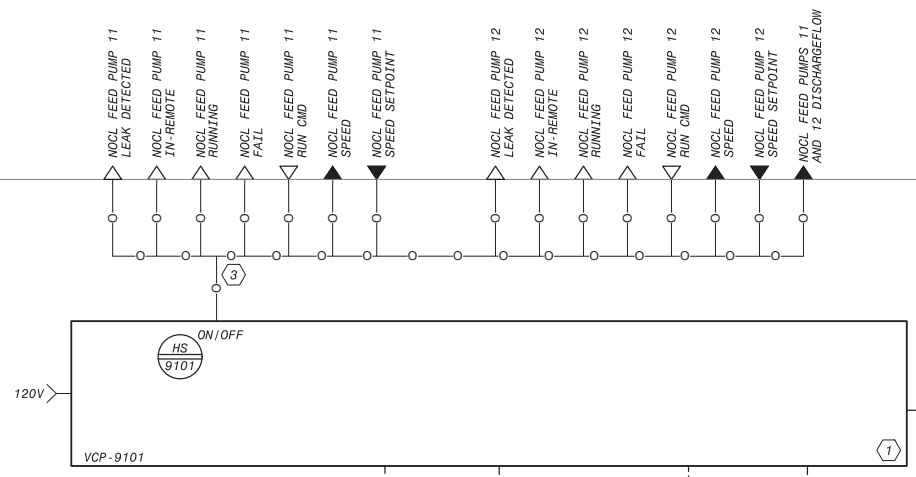 NOCL FEED PUMP 11
LEAK DETECTED
NOCL FEED PUMP 11
IN-REMOTE
NOCL FEED PUMP 11
RUNNING
NOCL FEED PUMP 11
FAIL
NOCL FEED PUMP 11
RUN CMD
NOCL FEED PUMP 11
SPEED
NOCL FEED PUMP 11
SPEED SETPOINT
NOCL FEED PUMP 12
LEAK DETECTED
NOCL FEED PUMP 12
IN-REMOTE
NOCL FEED PUMP 12
RUNNING
NOCL FEED PUMP 12
FAIL
NOCL FEED PUMP 12
RUN CMD
NOCL FEED PUMP 12
SPEED
NOCL FEED PUMP 12
SPEED SETPOINT
NOCL FEED PUMPS 11
AND 12 DISCHARGEFLOW
3
ON/OFF
HS
9101
120V
VCP-9101
1